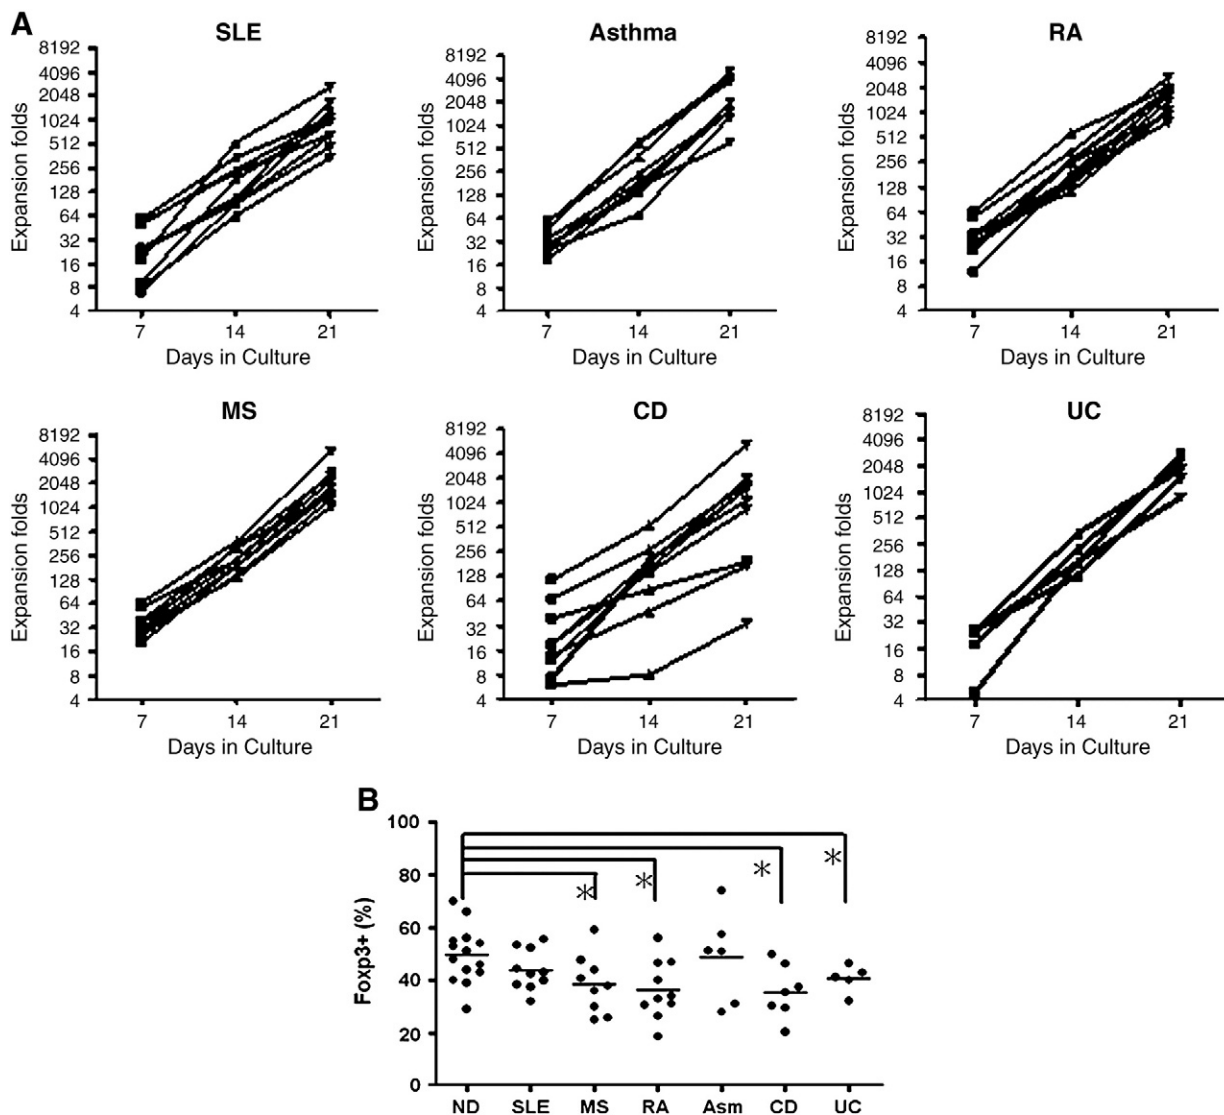 A
SLE
Asthma
RA
Expansion folds
8192
4096
2048
1024
512
256
128
64
32
16
8
4
7 14 21
Days in Culture
Expansion folds
8192
4096
2048
1024
512
256
128
64
32
16
8
4
7 14 21
Days in Culture
Expansion folds
8192
4096
2048
1024
512
256
128
64
32
16
8
4
7 14 21
Days in Culture
MS
CD
UC
Expansion folds
8192
4096
2048
1024
512
256
128
64
32
16
8
4
7 14 21
Days in Culture
Expansion folds
8192
4096
2048
1024
512
256
128
64
32
16
8
4
7 14 21
Days in Culture
Expansion folds
8192
4096
2048
1024
512
256
128
64
32
16
8
4
7 14 21
Days in Culture
B
Foxp3+ (%)
100
80
60
40
20
0
* * * *
ND SLE MS RA Asm CD UC